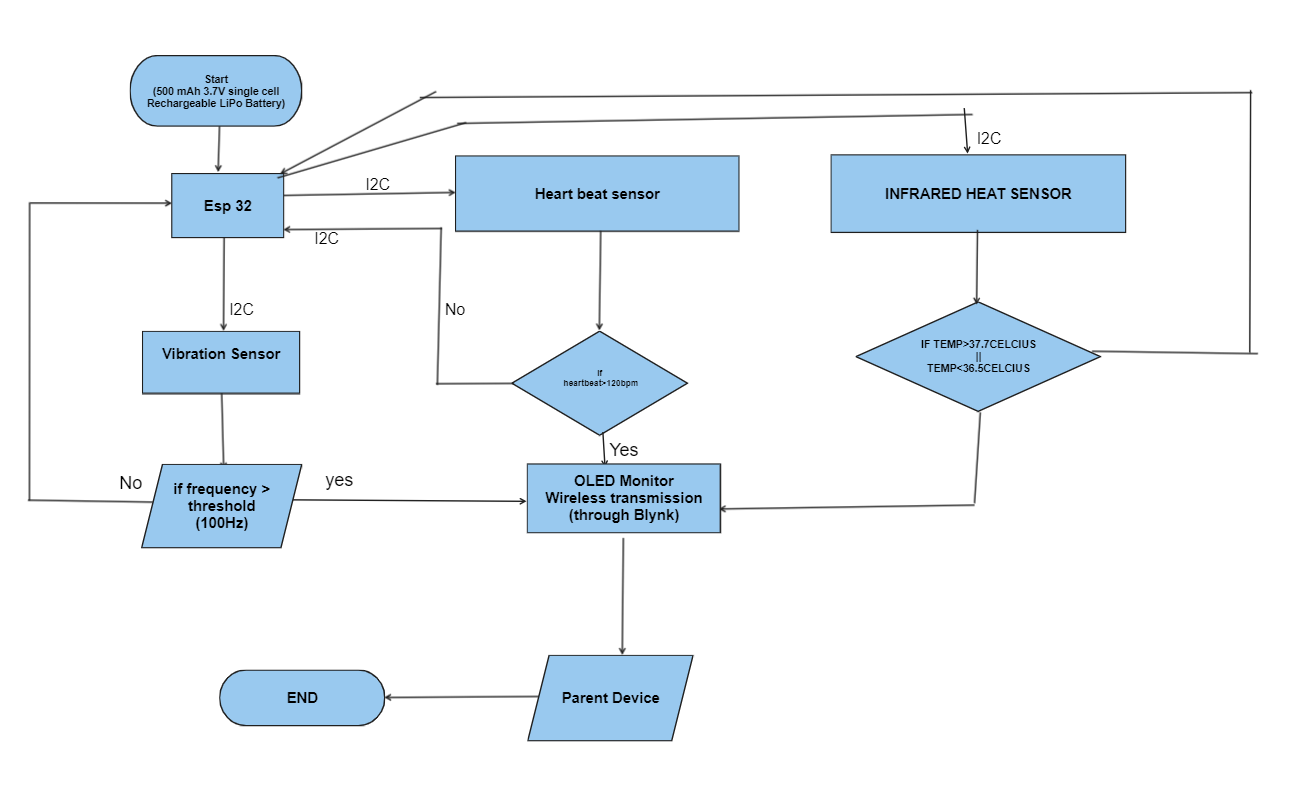 Start
(500 mAh 3.7V single cell
Rechargeable LiPo Battery)
I2C
Esp 32
I2C
Heart beat sensor
INFRARED HEAT SENSOR
I2C
I2C
No
Vibration Sensor
IF TEMP>37.7CELCIUS
||
TEMP<36.5CELCIUS
If
heartbeat>120bpm
Yes
No
if frequency >
threshold
(100Hz)
yes
OLED Monitor
Wireless transmission
(through Blynk)
END
Parent Device